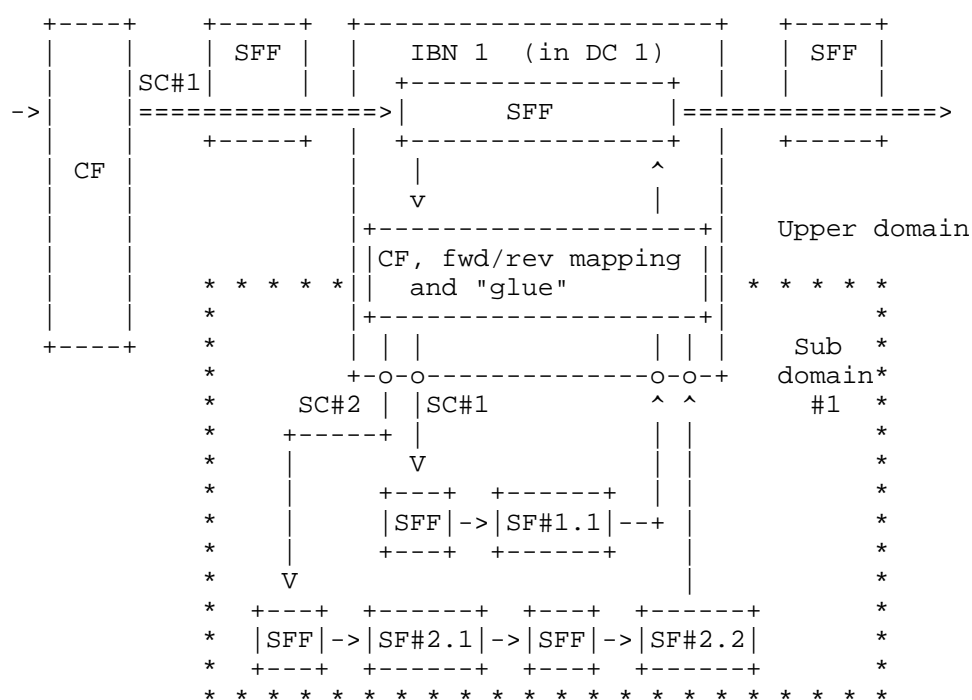 SFF IBN 1 (in DC 1) SFF
SC#1
SFF
CF
Upper domain
CF, fwd/rev mapping
and "glue"
Sub
domain
SC#2 SC#1 #1
SFF SF#1.1
SFF SF#2.1 SFF SF#2.2